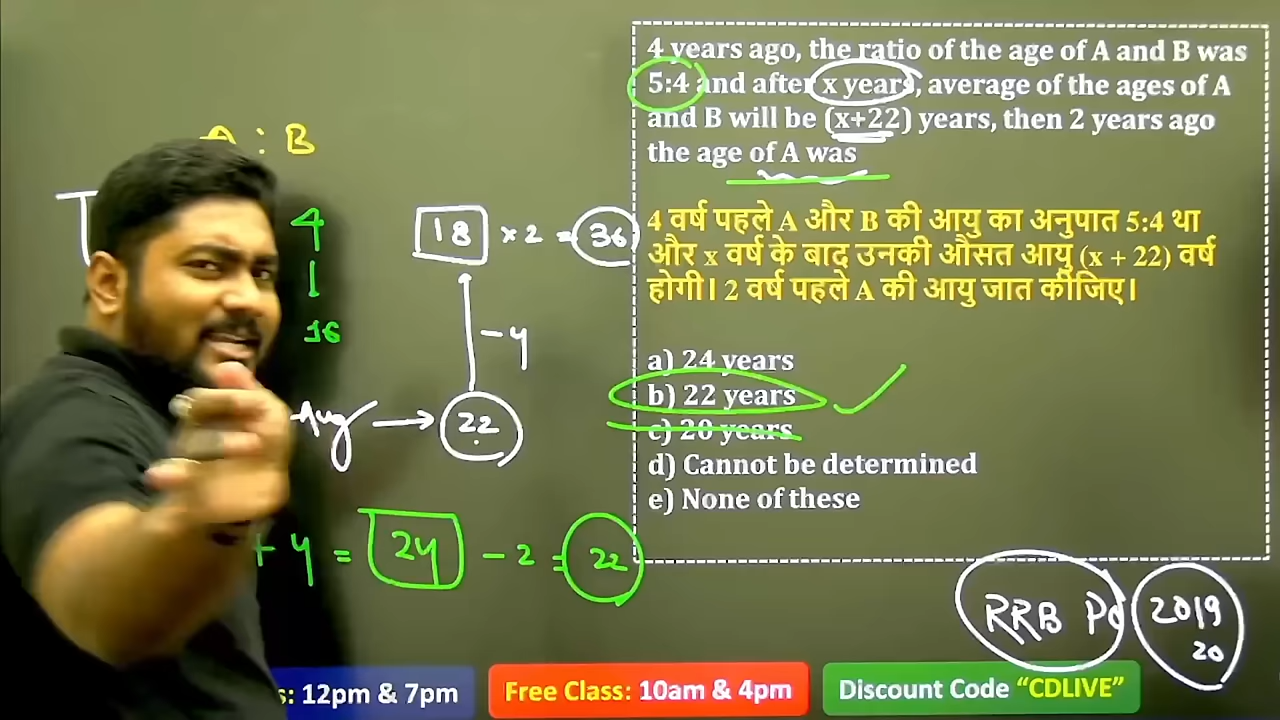 4 years ago, the ratio of the age of A and B was
5:4 and after x years, average of the ages of A
and B will be (x+22) years, then 2 years ago
the age of A was
4 वर्ष पहले A और B की आयु का अनुपात 5:4 था
और x वर्ष के बाद उनकी औसत आयु (x + 22) वर्ष
होगी। 2 वर्ष पहले A की आयु जात कीजिए।
a) 24 years
b) 22 years
c) 20 years
d) Cannot be determined
e) None of these
: B
4
1
16
18 × 2 = 36
- 4
Aug → 22
+ 4 = 24 - 2 = 22
RRB PO 2019
20
s: 12pm & 7pm
Free Class: 10am & 4pm
Discount Code “CDLIVE”